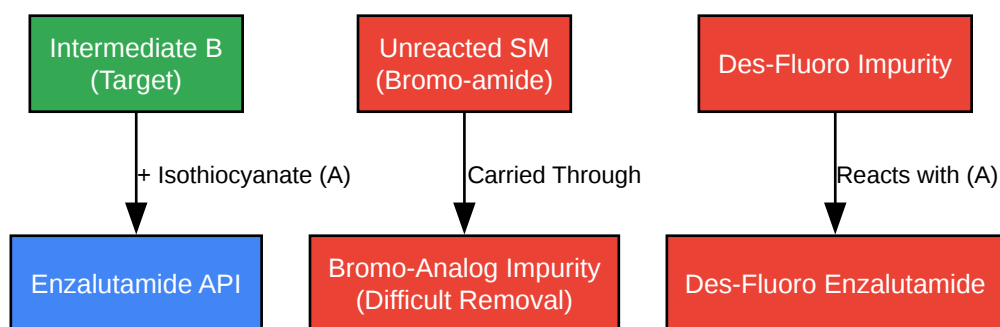 Intermediate B
(Target)
Unreacted SM
(Bromo-amide)
Des-Fluoro Impurity
+ Isothiocyanate (A)
Carried Through
Reacts with (A)
Enzalutamide API
Bromo-Analog Impurity
(Difficult Removal)
Des-Fluoro Enzalutamide